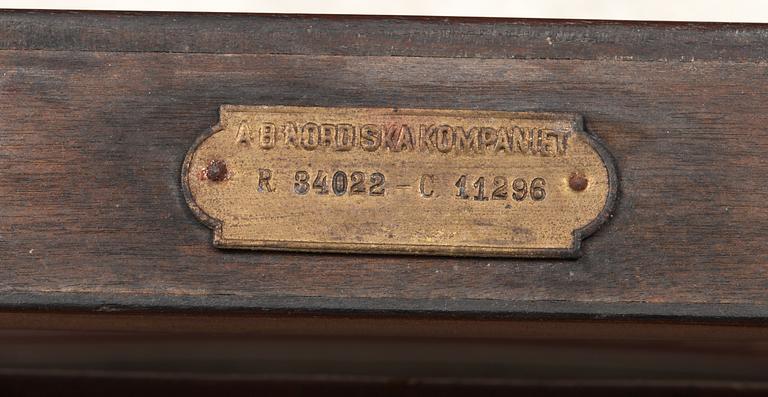 A·B·NORDISKA KOMPANIET
R 34022 - C 11296